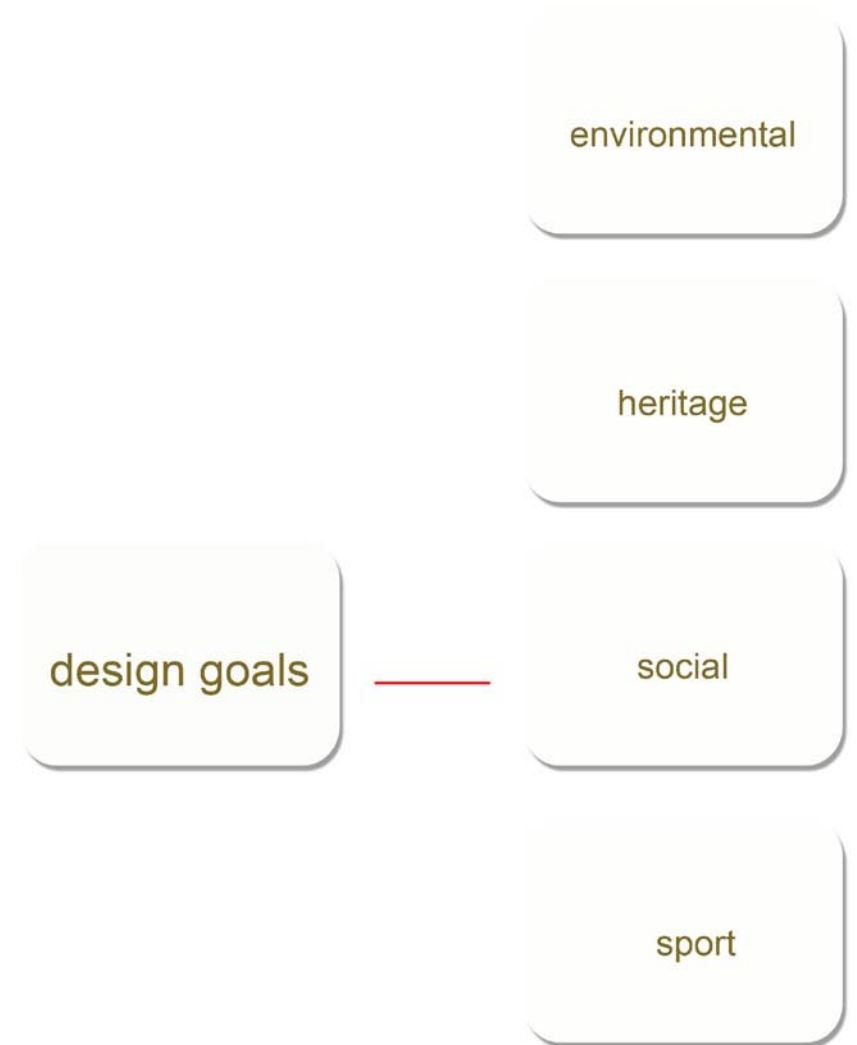 environmental
heritage
design goals
social
sport